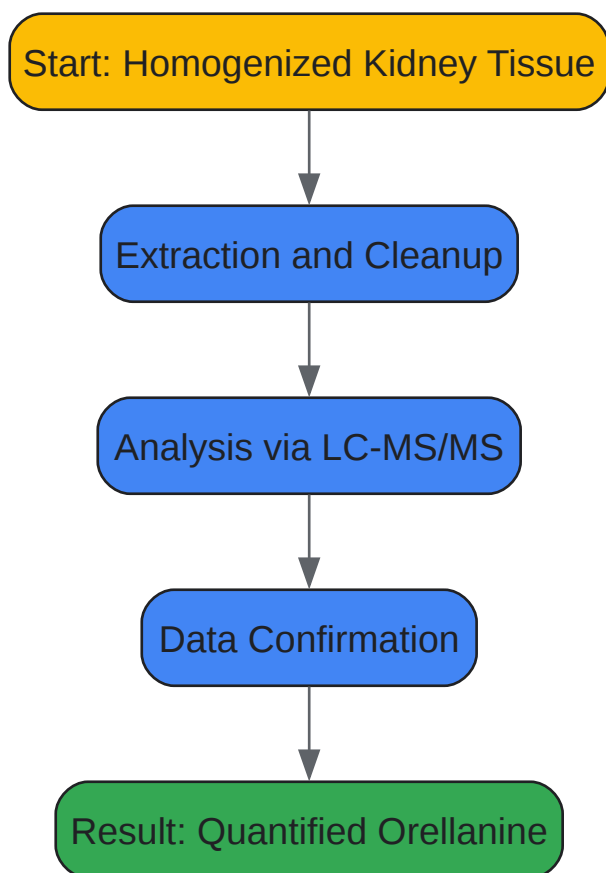 Start: Homogenized Kidney Tissue
Extraction and Cleanup
Analysis via LC-MS/MS
Data Confirmation
Result: Quantified Orellanine